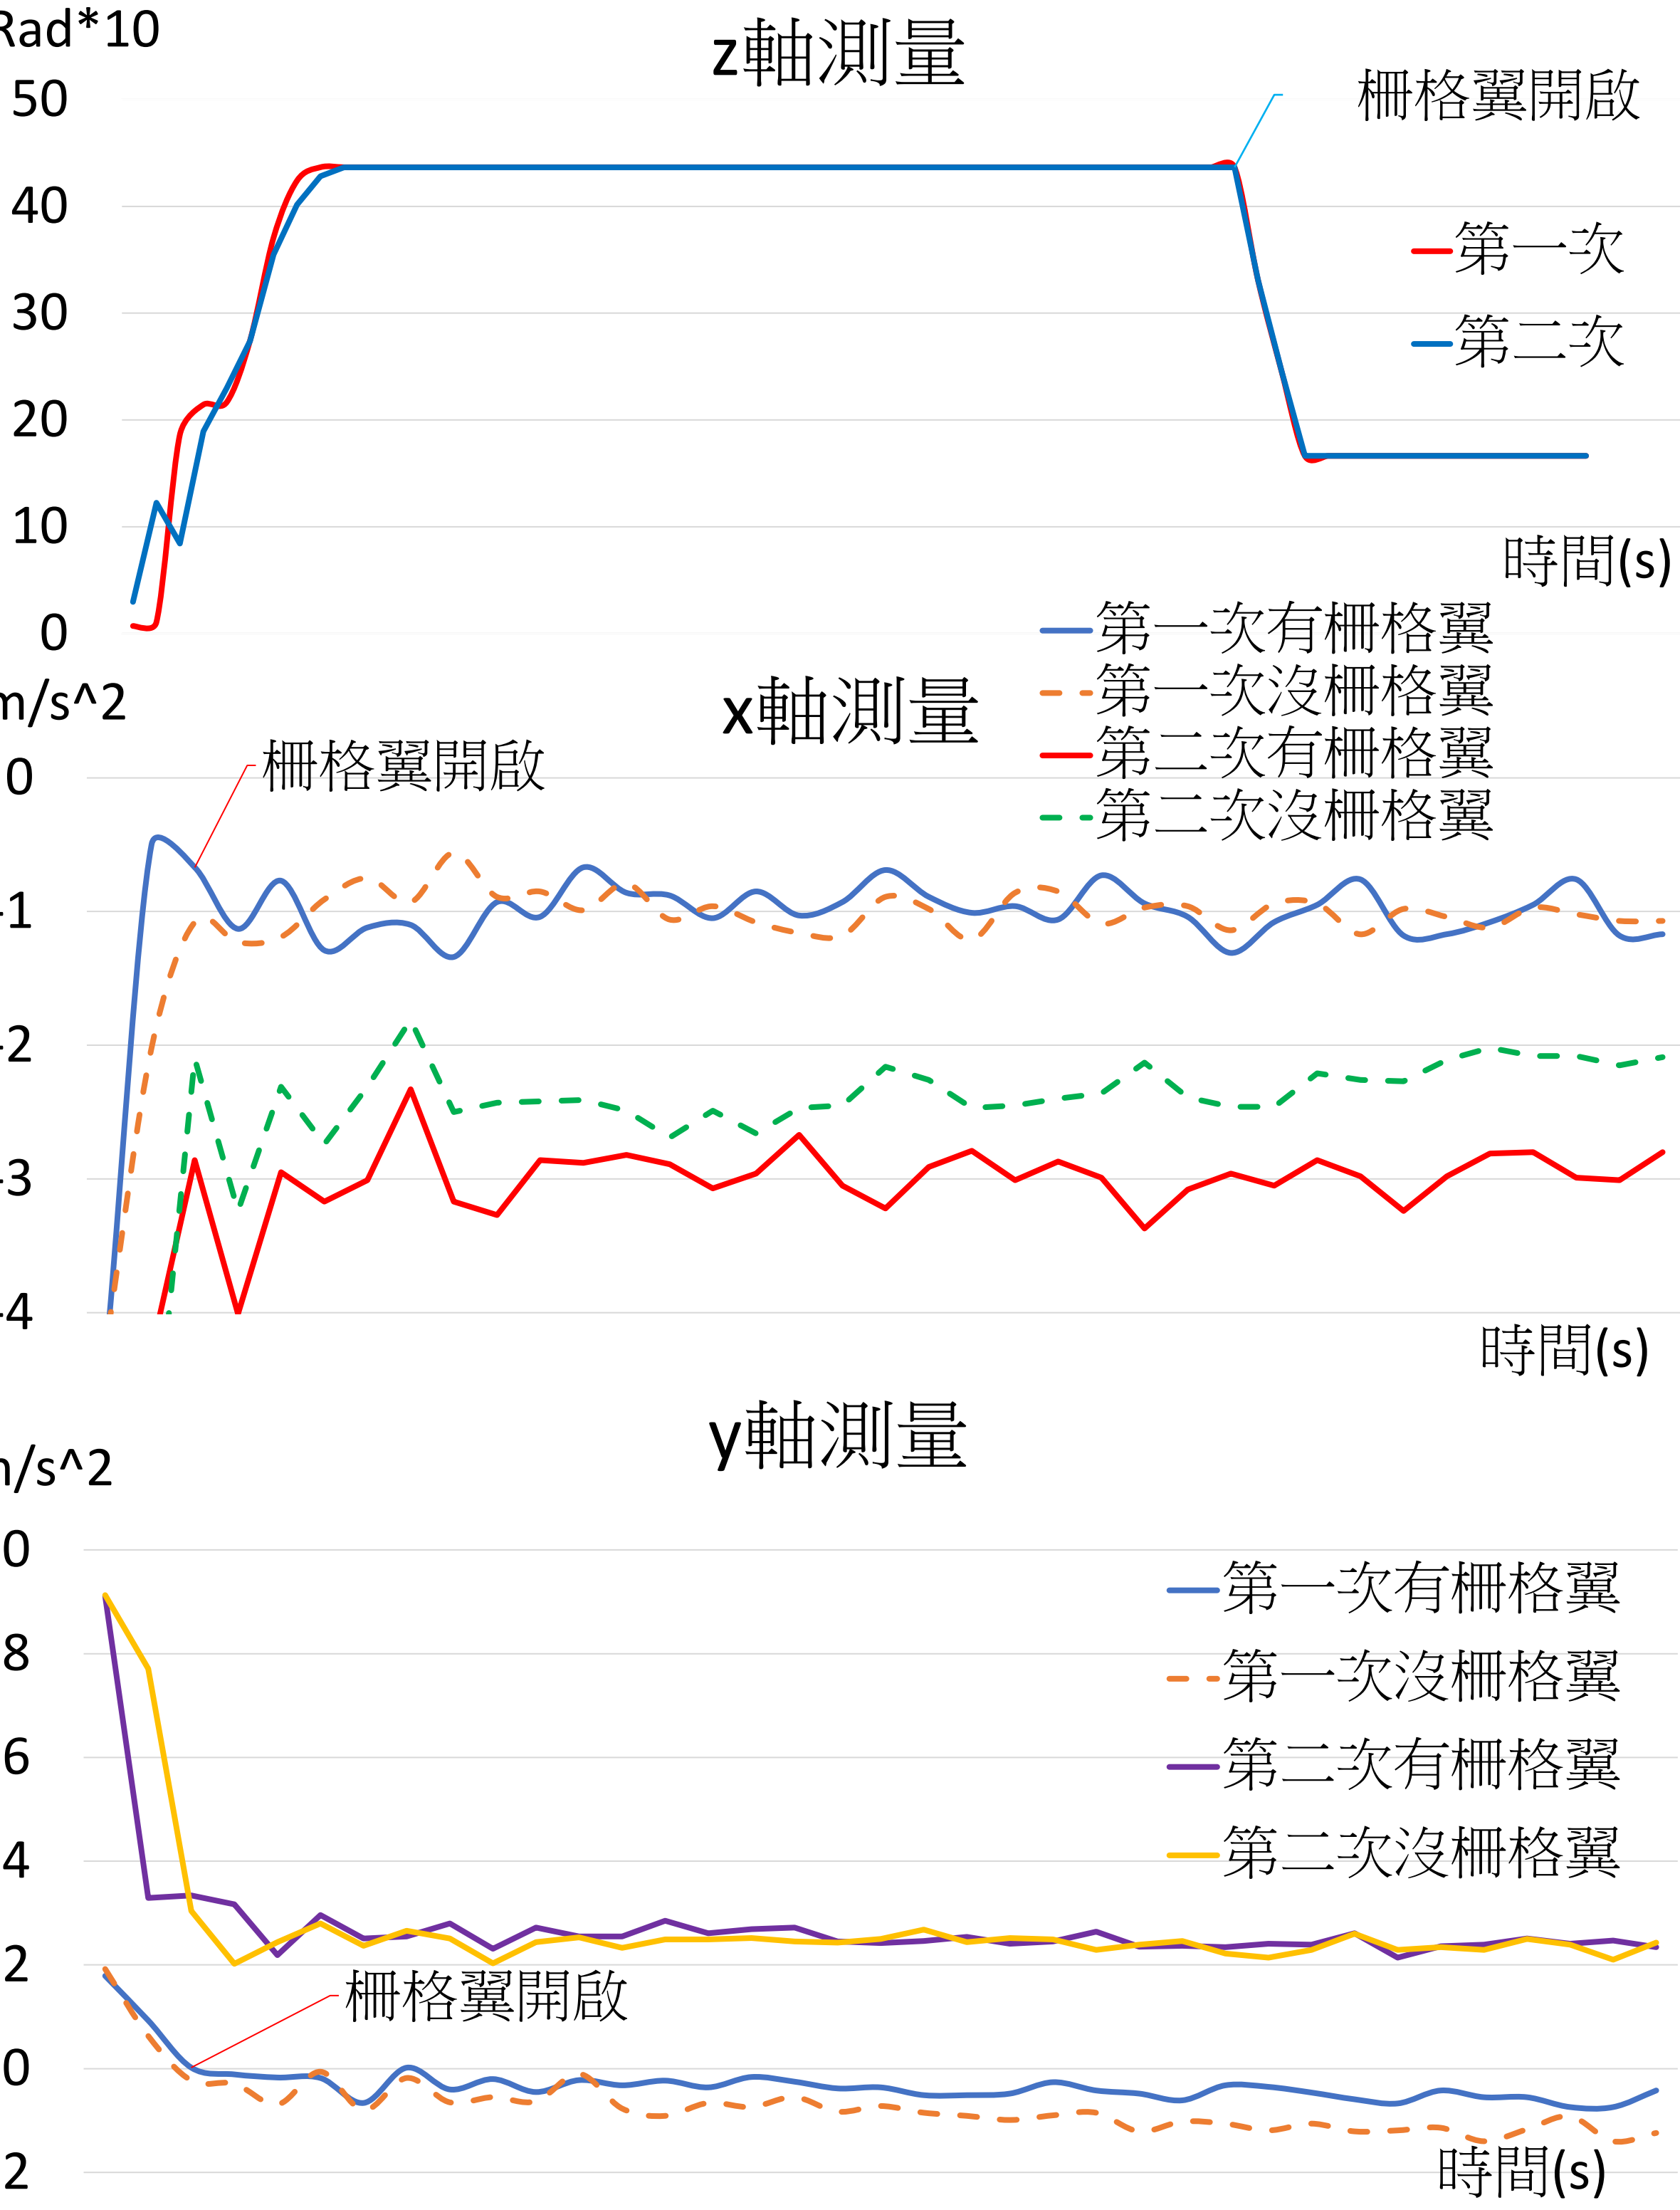 Rad*10
z軸測量
50
柵格翼開啟
40
第一次
30
第二次
20
10
時間(s)
0
第一次有柵格翼
m/s^2
x軸測量
第一次沒柵格翼
第二次有柵格翼
柵格翼開啟
0
第二次沒柵格翼
-1
-2
-3
-4
時間(s)
y軸測量
m/s^2
0
第一次有柵格翼
8
第一次沒柵格翼
6
第二次有柵格翼
4
第二次沒柵格翼
2
柵格翼開啟
0
時間(s)
2